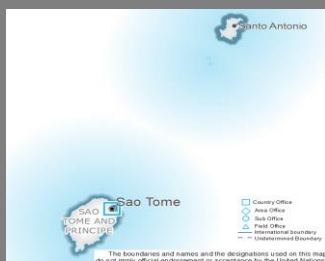 Santo Antonio
Sao Tome
SAO
TOME AND
PRINCIPE
Country Office
Area Office
Sub Office
Field Office
International boundary
Undetermined Boundary
The boundaries and names and the designations used on this map
do not imply official endorsement or acceptance by the United Nations.